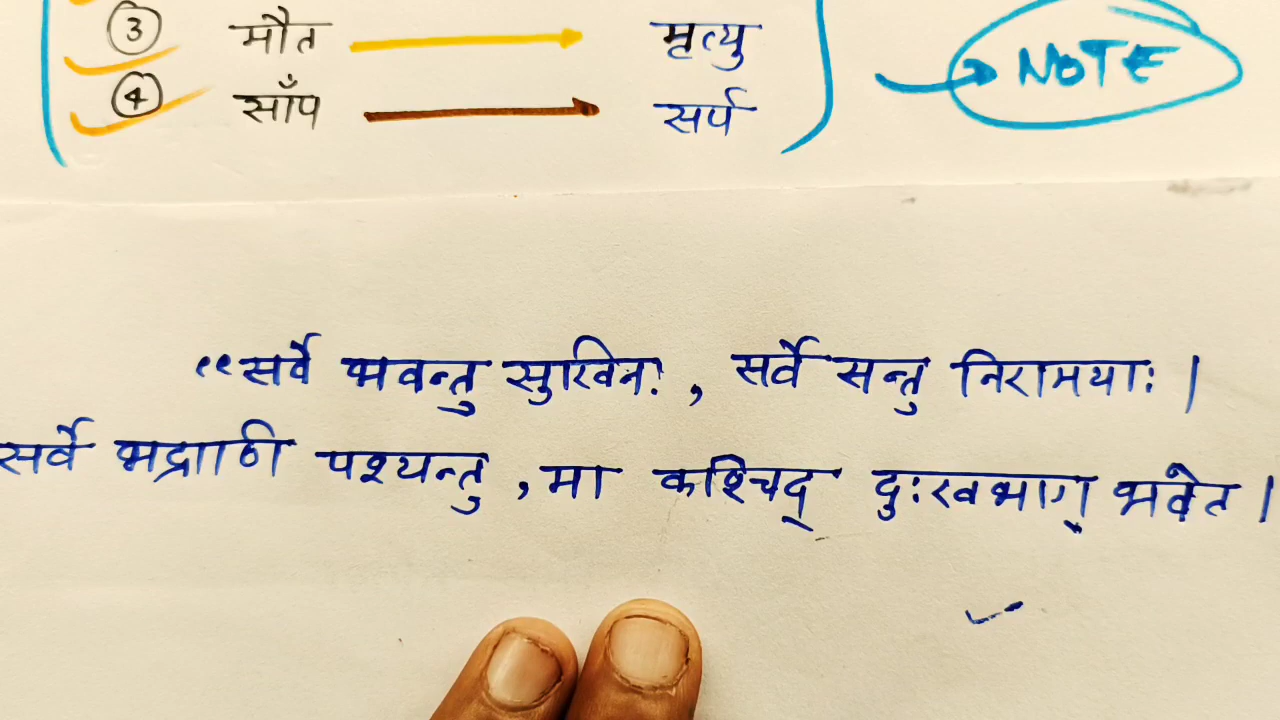 ③ मौत → मृत्यु
④ साँप → सर्प
NOTE
“सर्वे भवन्तु सुखिनः, सर्वे सन्तु निरामयाः।
सर्वे भद्राणी पश्यन्तु, मा कश्चिद् दुःखभाग् भवेत।